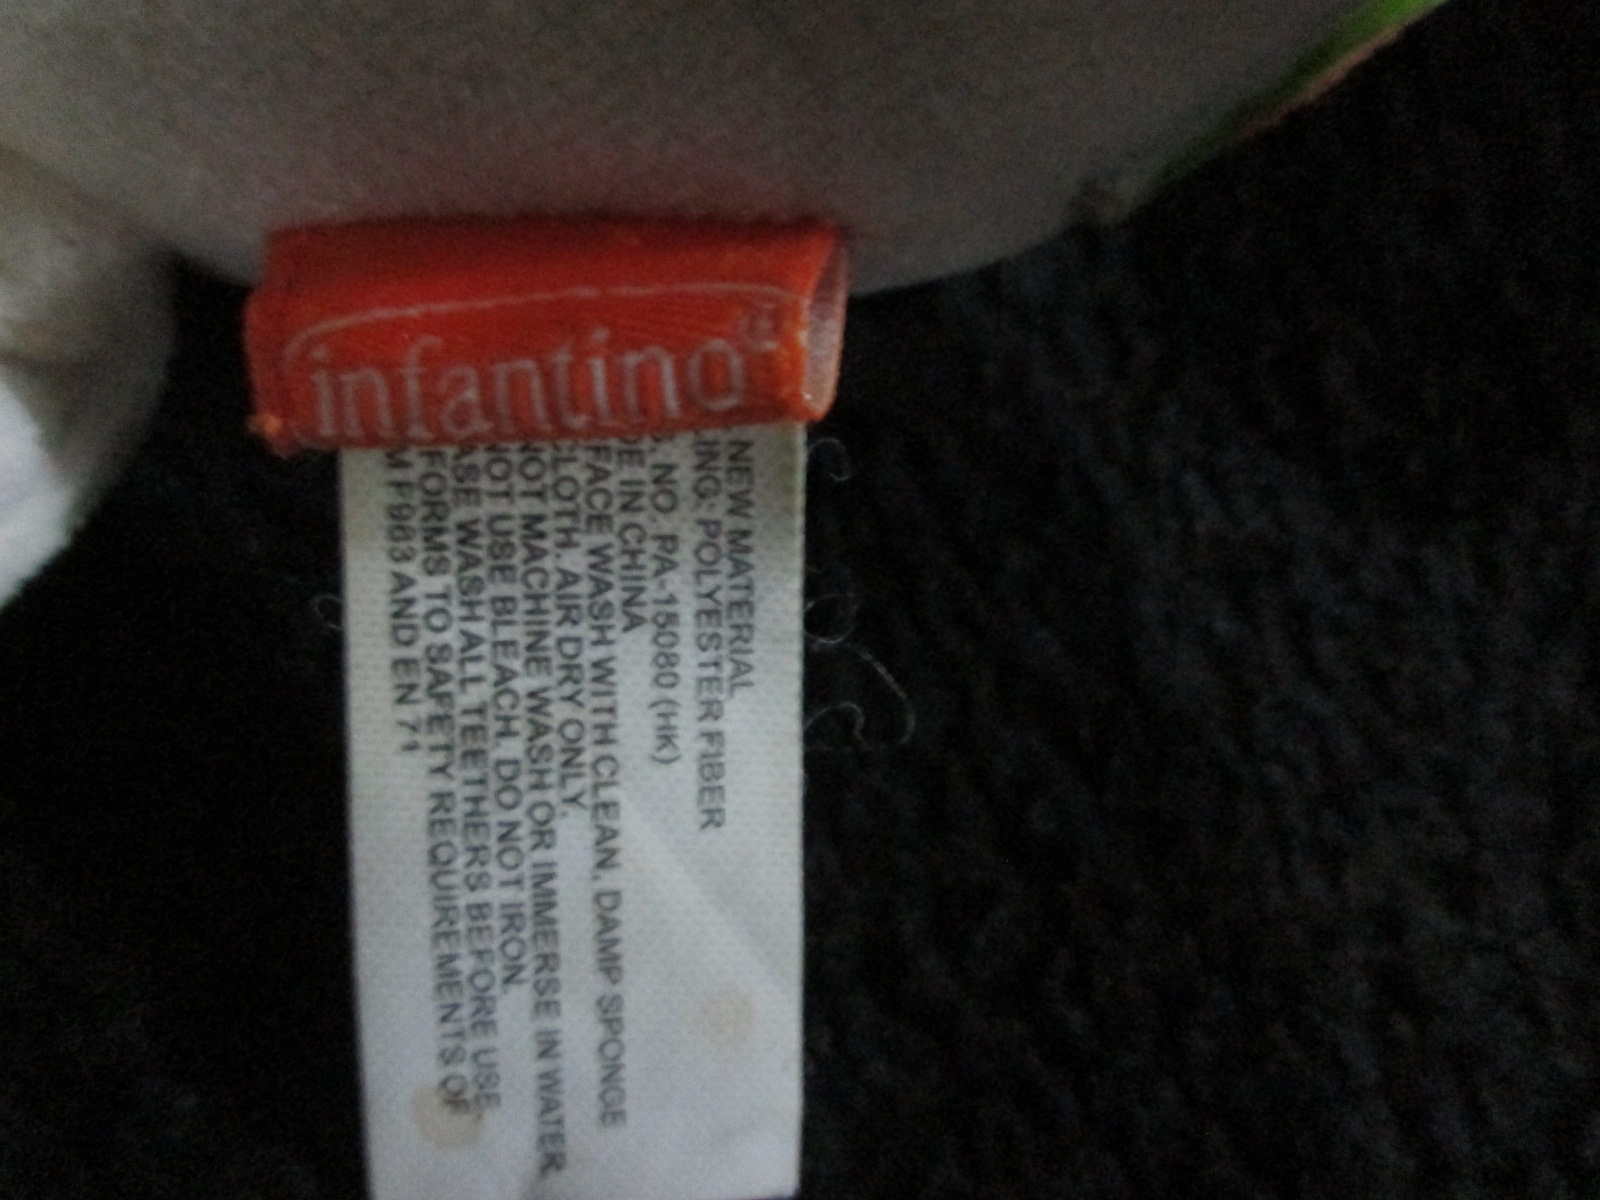 infantino
NEW MATERIAL
ING: POLYESTER FIBER
. NO. PA-15080 (HK)
DE IN CHINA
FACE WASH WITH CLEAN, DAMP SPONGE
CLOTH. AIR DRY ONLY.
NOT MACHINE WASH OR IMMERSE IN WATER.
NOT USE BLEACH. DO NOT IRON.
ASE WASH ALL TEETHERS BEFORE USE
FORMS TO SAFETY REQUIREMENTS OF
M F963 AND EN 71